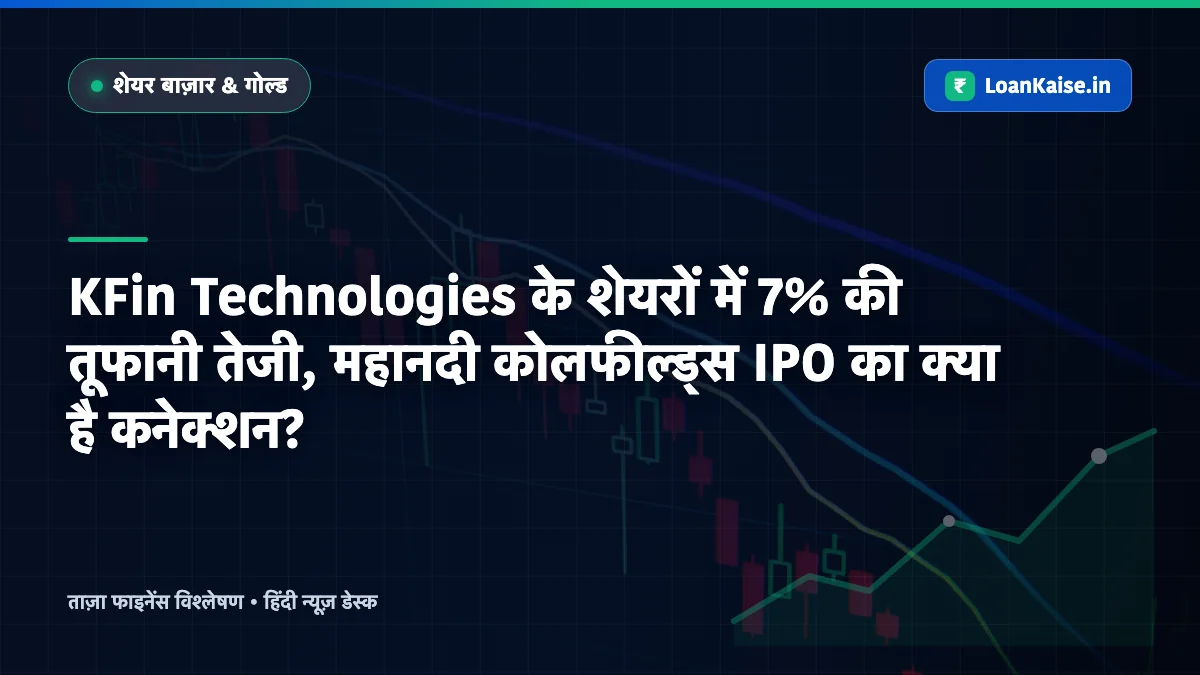 शेयर बाज़ार & गोल्ड
₹ LoanKaise.in
KFin Technologies के शेयरों में 7% की
तूफानी तेजी, महानदी कोलफील्ड्स IPO का क्या
है कनेक्शन?
ताज़ा फाइनेंस विश्लेषण • हिंदी न्यूज़ डेस्क